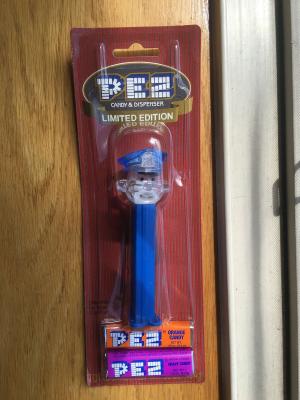 PEZ
CANDY & DISPENSER
LIMITED EDITION
PEZ
ORANGE
CANDY
PEZ